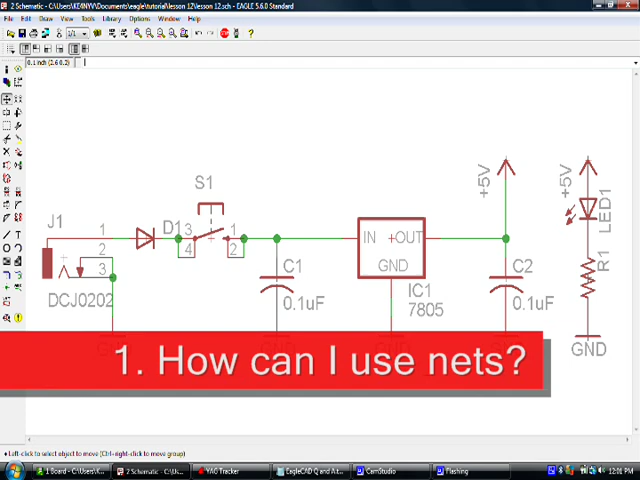 2 Schematic - C:\Users\KE4NYV\Documents\eagle\tutorial\lesson 12\lesson 12.sch - EAGLE 5.6.0 Standard
File Edit Draw View Tools Library Options Window Help
1/1
0.1 inch (2.6 0.2)
S1
+5V
+5V
LED1
J1
1
D1
3
1
IN
+OUT
2
4
2
3
GND
C1
C2
R1
DCJ0202
0.1uF
IC1
0.1uF
7805
GND
1. How can I use nets?
Left-click to select object to move (Ctrl+right-click to move group)
1 Board - C:\Users\K...
2 Schematic - C:\Us...
YAG Tracker
EagleCAD Q and A t...
CamStudio
Flashing
12:01 PM